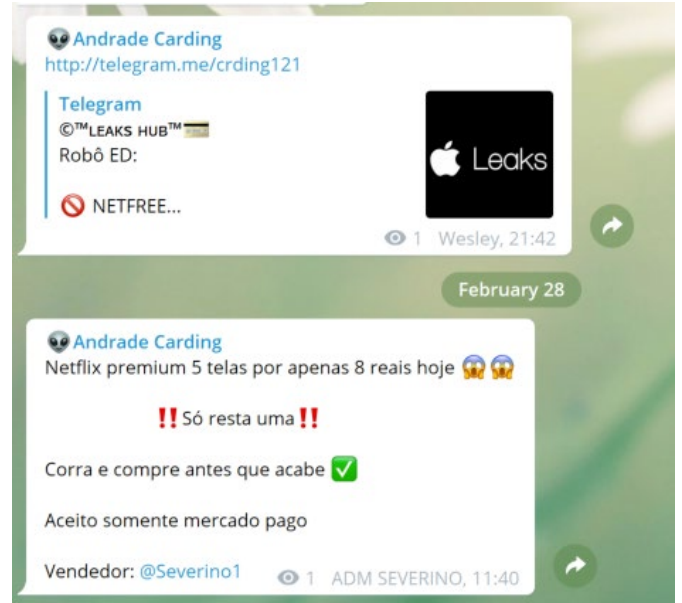 👽Andrade Carding
http://telegram.me/crding121
Telegram
©™LEAKS HUB™💳
Robô ED:
🚫 NETFREE...
Leaks
1 Wesley, 21:42
February 28
👽Andrade Carding
Netflix premium 5 telas por apenas 8 reais hoje 😱😱
‼️Só resta uma‼️
Corra e compre antes que acabe ✅
Aceito somente mercado pago
Vendedor: @Severino1
1 ADM SEVERINO, 11:40